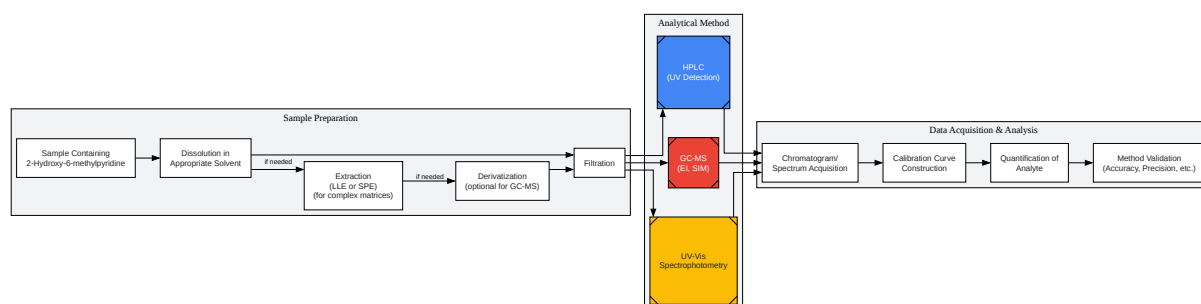 Analytical Method
HPLC
(UV Detection)
Sample Preparation
Sample Containing
2-Hydroxy-6-methylpyridine
Dissolution in
Appropriate Solvent
if needed
Extraction
(LLE or SPE)
(for complex matrices)
if needed
Derivatization
(optional for GC-MS)
Filtration
GC-MS
(EI, SIM)
UV-Vis
Spectrophotometry
Data Acquisition & Analysis
Chromatogram/
Spectrum Acquisition
Calibration Curve
Construction
Quantification of
Analyte
Method Validation
(Accuracy, Precision, etc.)